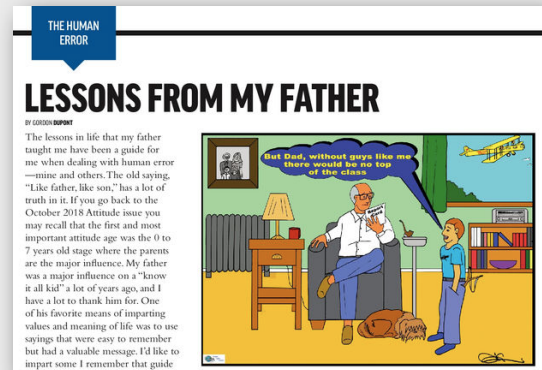 THE HUMAN
ERROR
LESSONS FROM MY FATHER
BY GORDON DUPONT
The lessons in life that my father
taught me have been a guide for
me when dealing with human error
—mine and others. The old saying,
“Like father, like son,” has a lot of
truth in it. If you go back to the
October 2018 Attitude issue you
may recall that the first and most
important attitude age was the 0 to
7 years old stage where the parents
are the major influence. My father
was a major influence on a “know
it all kid” a lot of years ago, and I
have a lot to thank him for. One
of his favorite means of imparting
values and meaning of life was to use
sayings that were easy to remember
but had a valuable message. I’d like to
impart some I remember that guide
But Dad, without guys like me
there would be no top
of the class
Report
Card